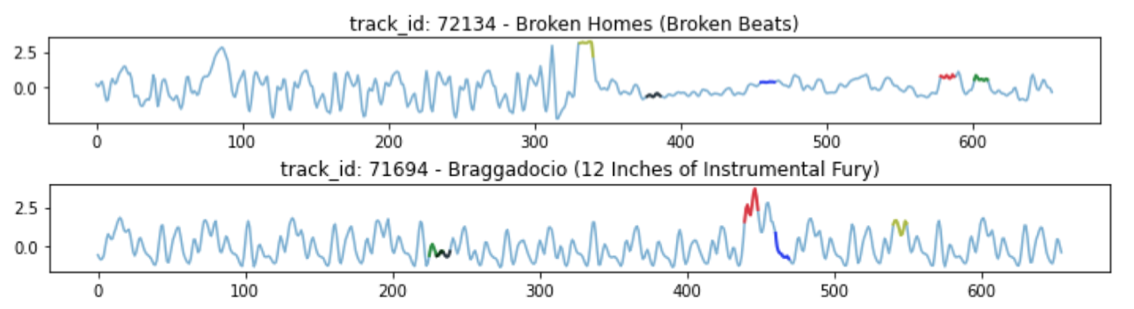 track_id: 72134 - Broken Homes (Broken Beats)
2.5
0.0
0 100 200 300 400 500 600
track_id: 71694 - Braggadocio (12 Inches of Instrumental Fury)
2.5
0.0
0 100 200 300 400 500 600